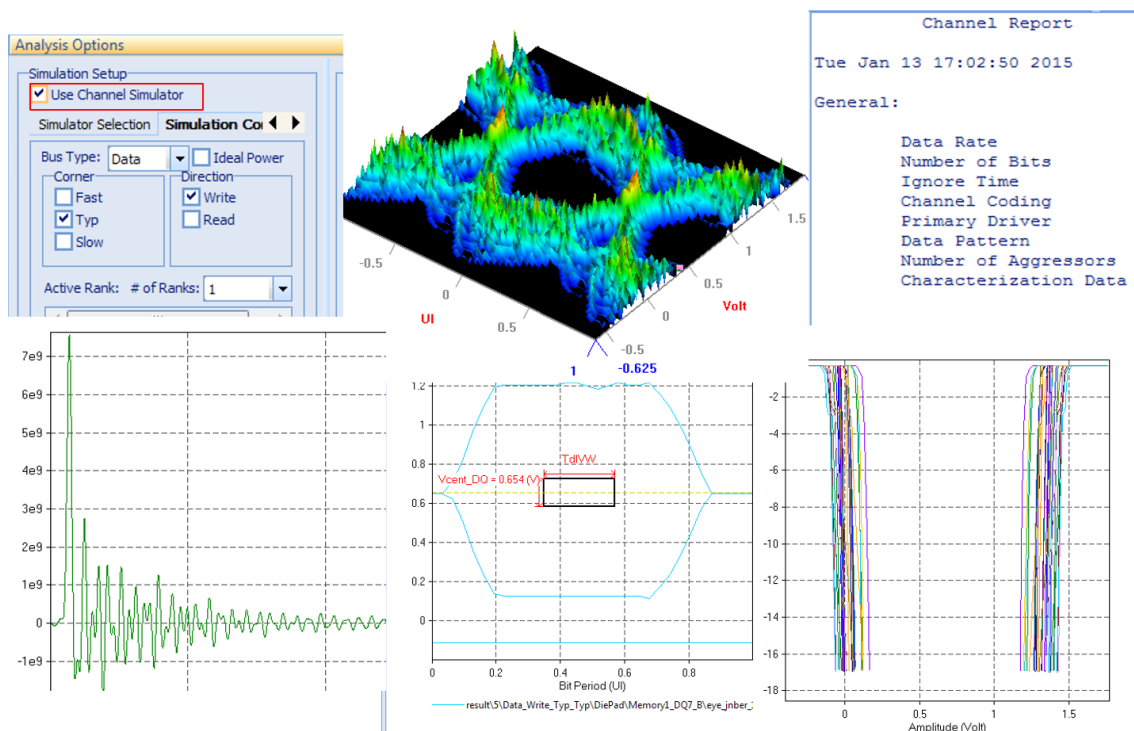 Analysis Options
Simulation Setup
Use Channel Simulator
Simulator Selection
Simulation Co
Bus Type: Data
Ideal Power
Corner
Direction
Fast
Write
Typ
Read
Slow
Active Rank: # of Ranks: 1
-0.5
0
0.5
UI
1
1.5
1
0.5
0
-0.5
Volt
-0.625
Channel Report
Tue Jan 13 17:02:50 2015
General:
Data Rate
Number of Bits
Ignore Time
Channel Coding
Primary Driver
Data Pattern
Number of Aggressors
Characterization Data
7e9
6e9
5e9
4e9
3e9
2e9
1e9
0
-1e9
1.2
1
0.8
0.6
0.4
0.2
0
TdIVW
Vcent_DQ = 0.654 (V)
0 0.2 0.4 0.6 0.8
Bit Period (UI)
result\5\Data_Write_Typ_Typ\DiePad\Memory1_DQ7_B\eye_jnber_
-2
-4
-6
-8
-10
-12
-14
-16
-18
0 0.5 1 1.5
Amplitude (Volt)